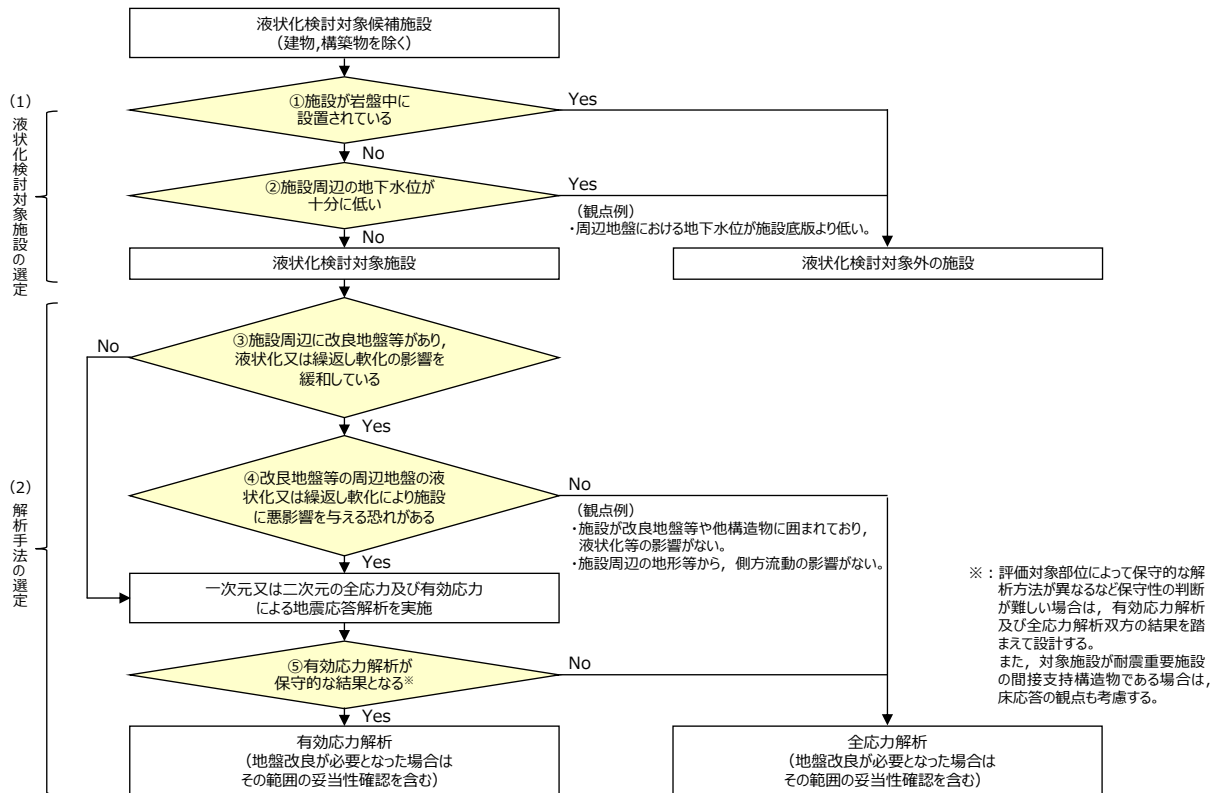 液状化検討対象候補施設
(建物,構築物を除く)
(1)
液状化検討対象施設の選定
①施設が岩盤中に
設置されている
Yes
No
②施設周辺の地下水位が
十分に低い
Yes
(観点例)
・周辺地盤における地下水位が施設底版より低い。
No
液状化検討対象施設
液状化検討対象外の施設
(2)
解析手法の選定
③施設周辺に改良地盤等があり,
液状化又は繰返し軟化の影響を
緩和している
No
Yes
④改良地盤等の周辺地盤の液
状化又は繰返し軟化により施設
に悪影響を与える恐れがある
No
(観点例)
・施設が改良地盤等や他構造物に囲まれており,
液状化等の影響がない。
・施設周辺の地形等から,側方流動の影響がない。
Yes
一次元又は二次元の全応力及び有効応力
による地震応答解析を実施
⑤有効応力解析が
保守的な結果となる※
No
Yes
有効応力解析
(地盤改良が必要となった場合は
その範囲の妥当性確認を含む)
全応力解析
(地盤改良が必要となった場合は
その範囲の妥当性確認を含む)
※:評価対象部位によって保守的な解
析方法が異なるなど保守性の判断
が難しい場合は,有効応力解析
及び全応力解析双方の結果を踏
まえて設計する。
また,対象施設が耐震重要施設
の間接支持構造物である場合は,
床応答の観点も考慮する。